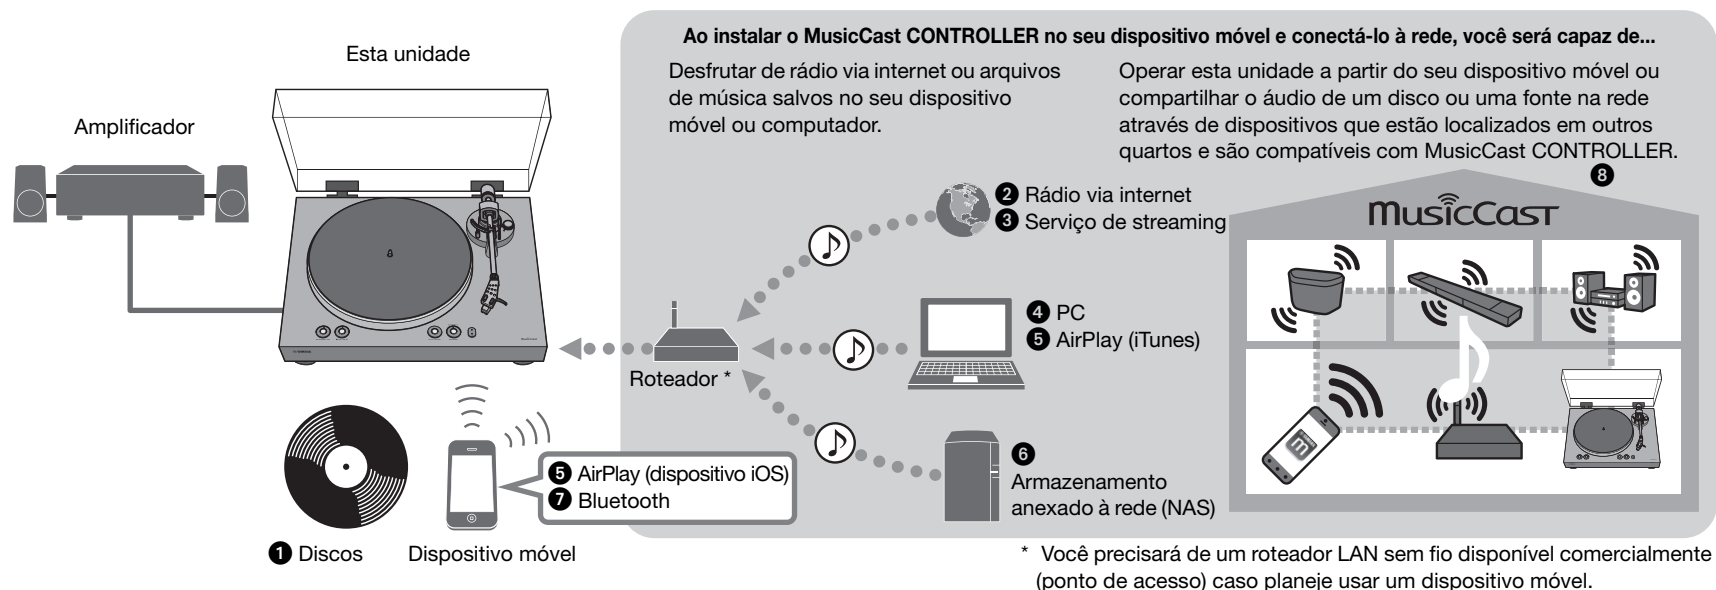 Ao instalar o MusicCast CONTROLLER no seu dispositivo móvel e conectá-lo à rede, você será capaz de...
Esta unidade
Amplificador
Desfrutar de rádio via internet ou arquivos
de música salvos no seu dispositivo
móvel ou computador.
Operar esta unidade a partir do seu dispositivo móvel ou
compartilhar o áudio de um disco ou uma fonte na rede
através de dispositivos que estão localizados em outros
quartos e são compatíveis com MusicCast CONTROLLER.
8
2 Rádio via internet
3 Serviço de streaming
MusicCast
4 PC
5 AirPlay (iTunes)
Roteador *
6
Armazenamento
anexado à rede (NAS)
5 AirPlay (dispositivo iOS)
7 Bluetooth
1 Discos
Dispositivo móvel
* Você precisará de um roteador LAN sem fio disponível comercialmente
(ponto de acesso) caso planeje usar um dispositivo móvel.